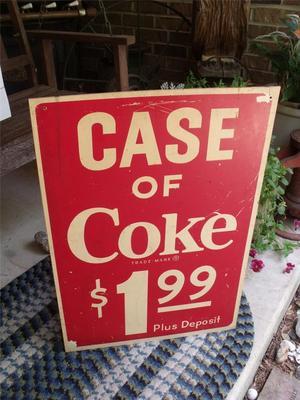 CASE
OF
Coke
TRADE-MARK ®
$1.99
Plus Deposit